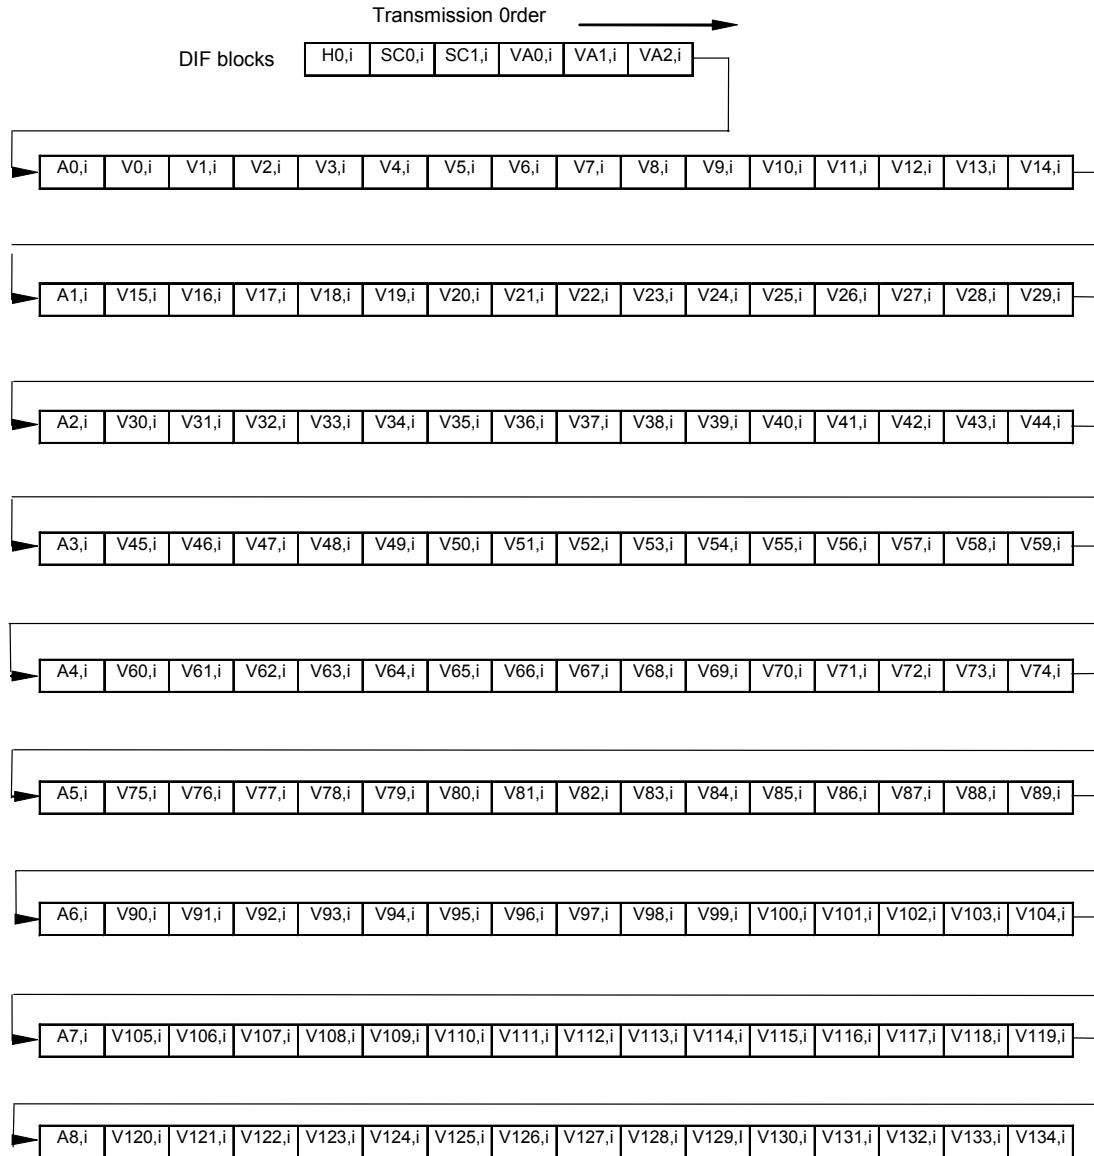 Transmission 0rder
DIF blocks H0,i SC0,i SC1,i VA0,i VA1,i VA2,i
A0,i V0,i V1,i V2,i V3,i V4,i V5,i V6,i V7,i V8,i V9,i V10,i V11,i V12,i V13,i V14,i
A1,i V15,i V16,i V17,i V18,i V19,i V20,i V21,i V22,i V23,i V24,i V25,i V26,i V27,i V28,i V29,i
A2,i V30,i V31,i V32,i V33,i V34,i V35,i V36,i V37,i V38,i V39,i V40,i V41,i V42,i V43,i V44,i
A3,i V45,i V46,i V47,i V48,i V49,i V50,i V51,i V52,i V53,i V54,i V55,i V56,i V57,i V58,i V59,i
A4,i V60,i V61,i V62,i V63,i V64,i V65,i V66,i V67,i V68,i V69,i V70,i V71,i V72,i V73,i V74,i
A5,i V75,i V76,i V77,i V78,i V79,i V80,i V81,i V82,i V83,i V84,i V85,i V86,i V87,i V88,i V89,i
A6,i V90,i V91,i V92,i V93,i V94,i V95,i V96,i V97,i V98,i V99,i V100,i V101,i V102,i V103,i V104,i
A7,i V105,i V106,i V107,i V108,i V109,i V110,i V111,i V112,i V113,i V114,i V115,i V116,i V117,i V118,i V119,i
A8,i V120,i V121,i V122,i V123,i V124,i V125,i V126,i V127,i V128,i V129,I V130,i V131,i V132,i V133,i V134,i